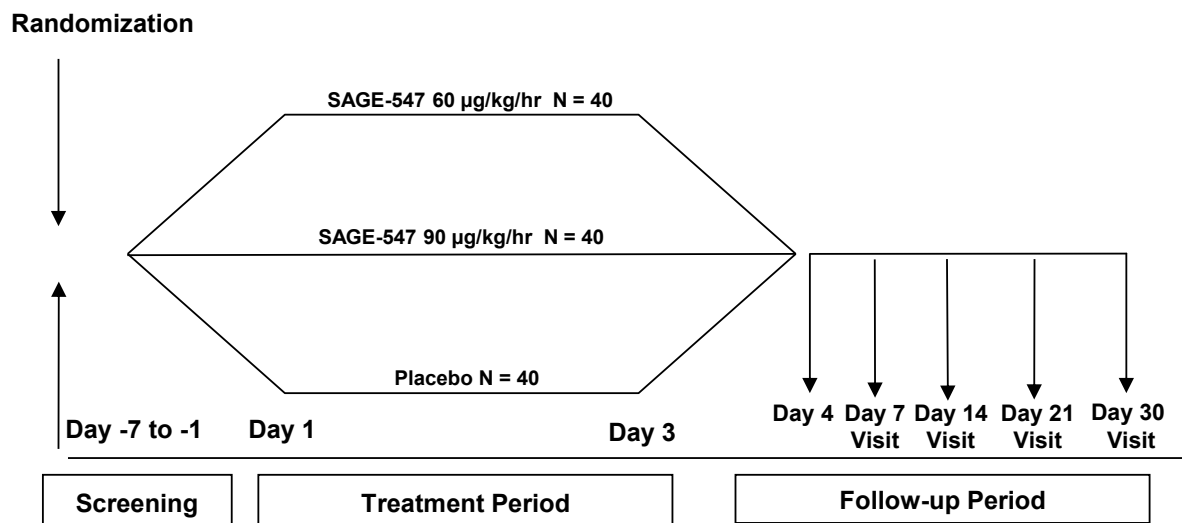 Randomization
SAGE-547 60 µg/kg/hr N = 40
SAGE-547 90 µg/kg/hr N = 40
Placebo N = 40
Day -7 to -1
Day 1
Day 3
Day 4
Day 7
Visit
Day 14
Visit
Day 21
Visit
Day 30
Visit
Screening
Treatment Period
Follow-up Period